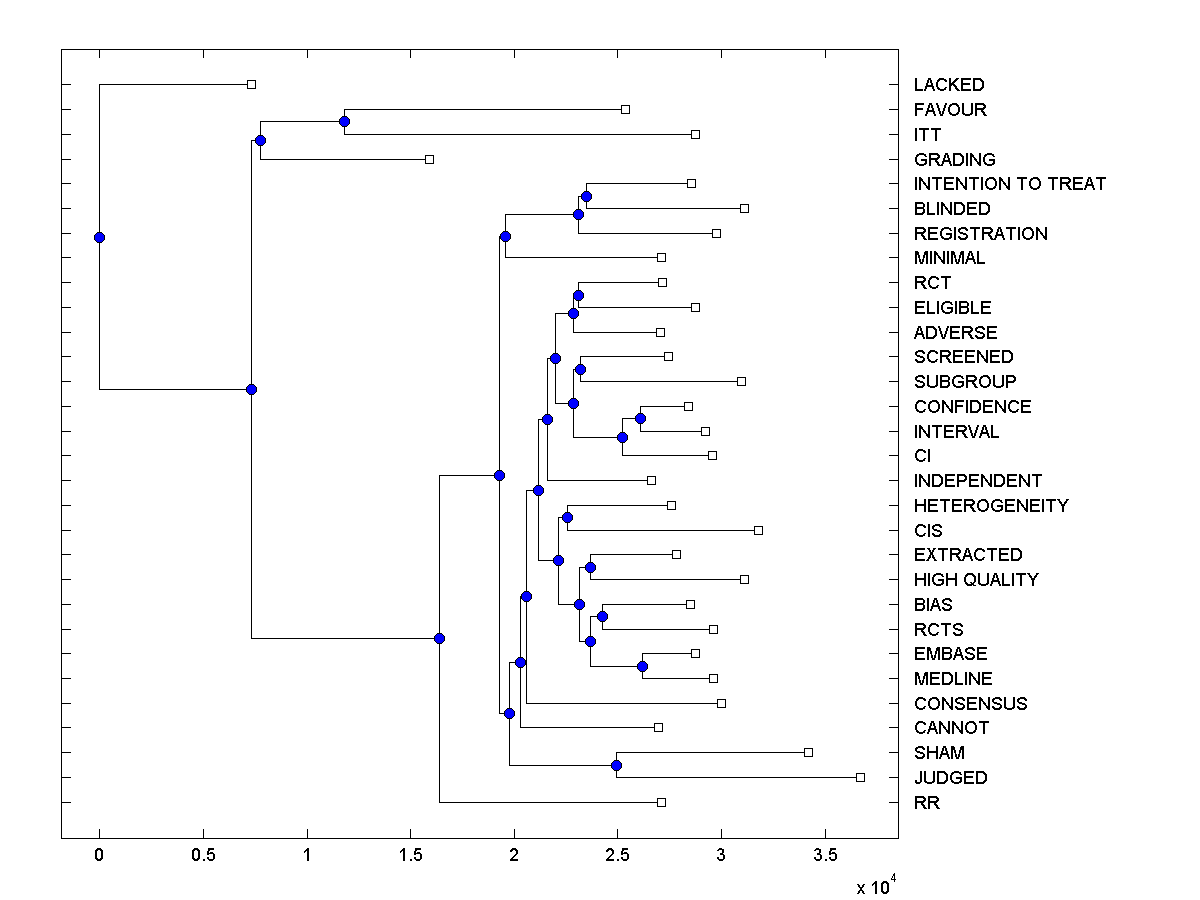 LACKED
FAVOUR
ITT
GRADING
INTENTION TO TREAT
BLINDED
REGISTRATION
MINIMAL
RCT
ELIGIBLE
ADVERSE
SCREENED
SUBGROUP
CONFIDENCE
INTERVAL
CI
INDEPENDENT
HETEROGENEITY
CIS
EXTRACTED
HIGH QUALITY
BIAS
RCTS
EMBASE
MEDLINE
CONSENSUS
CANNOT
SHAM
JUDGED
RR
0 0.5 1 1.5 2 2.5 3 3.5
x 10^4